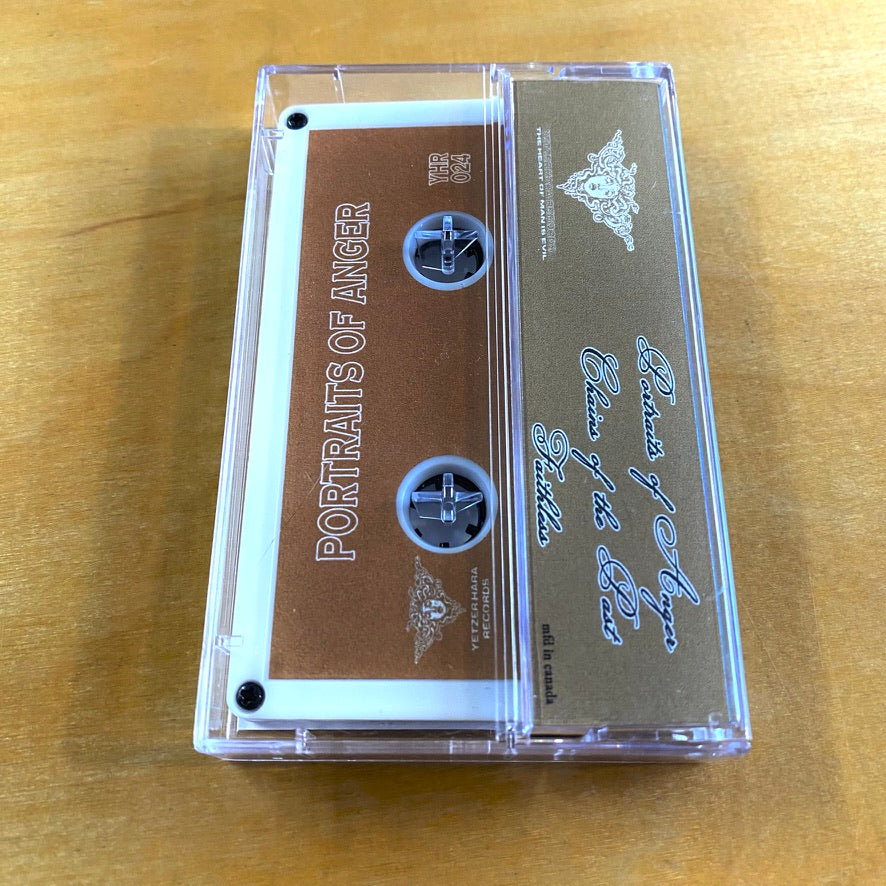 PORTRAITS OF ANGER
YHR
024
YETZER HARA
RECORDS
THE HEART OF MAN IS EVIL
Portraits of Anger
Chains of the Past
Faithless
mfd in canada